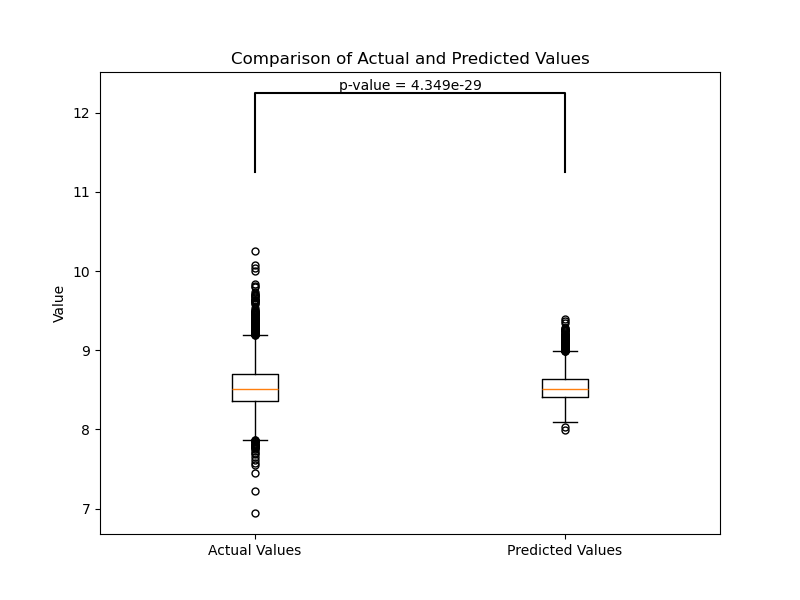 Comparison of Actual and Predicted Values
p-value = 4.349e-29
12
11
10
9
8
7
Value
Actual Values
Predicted Values